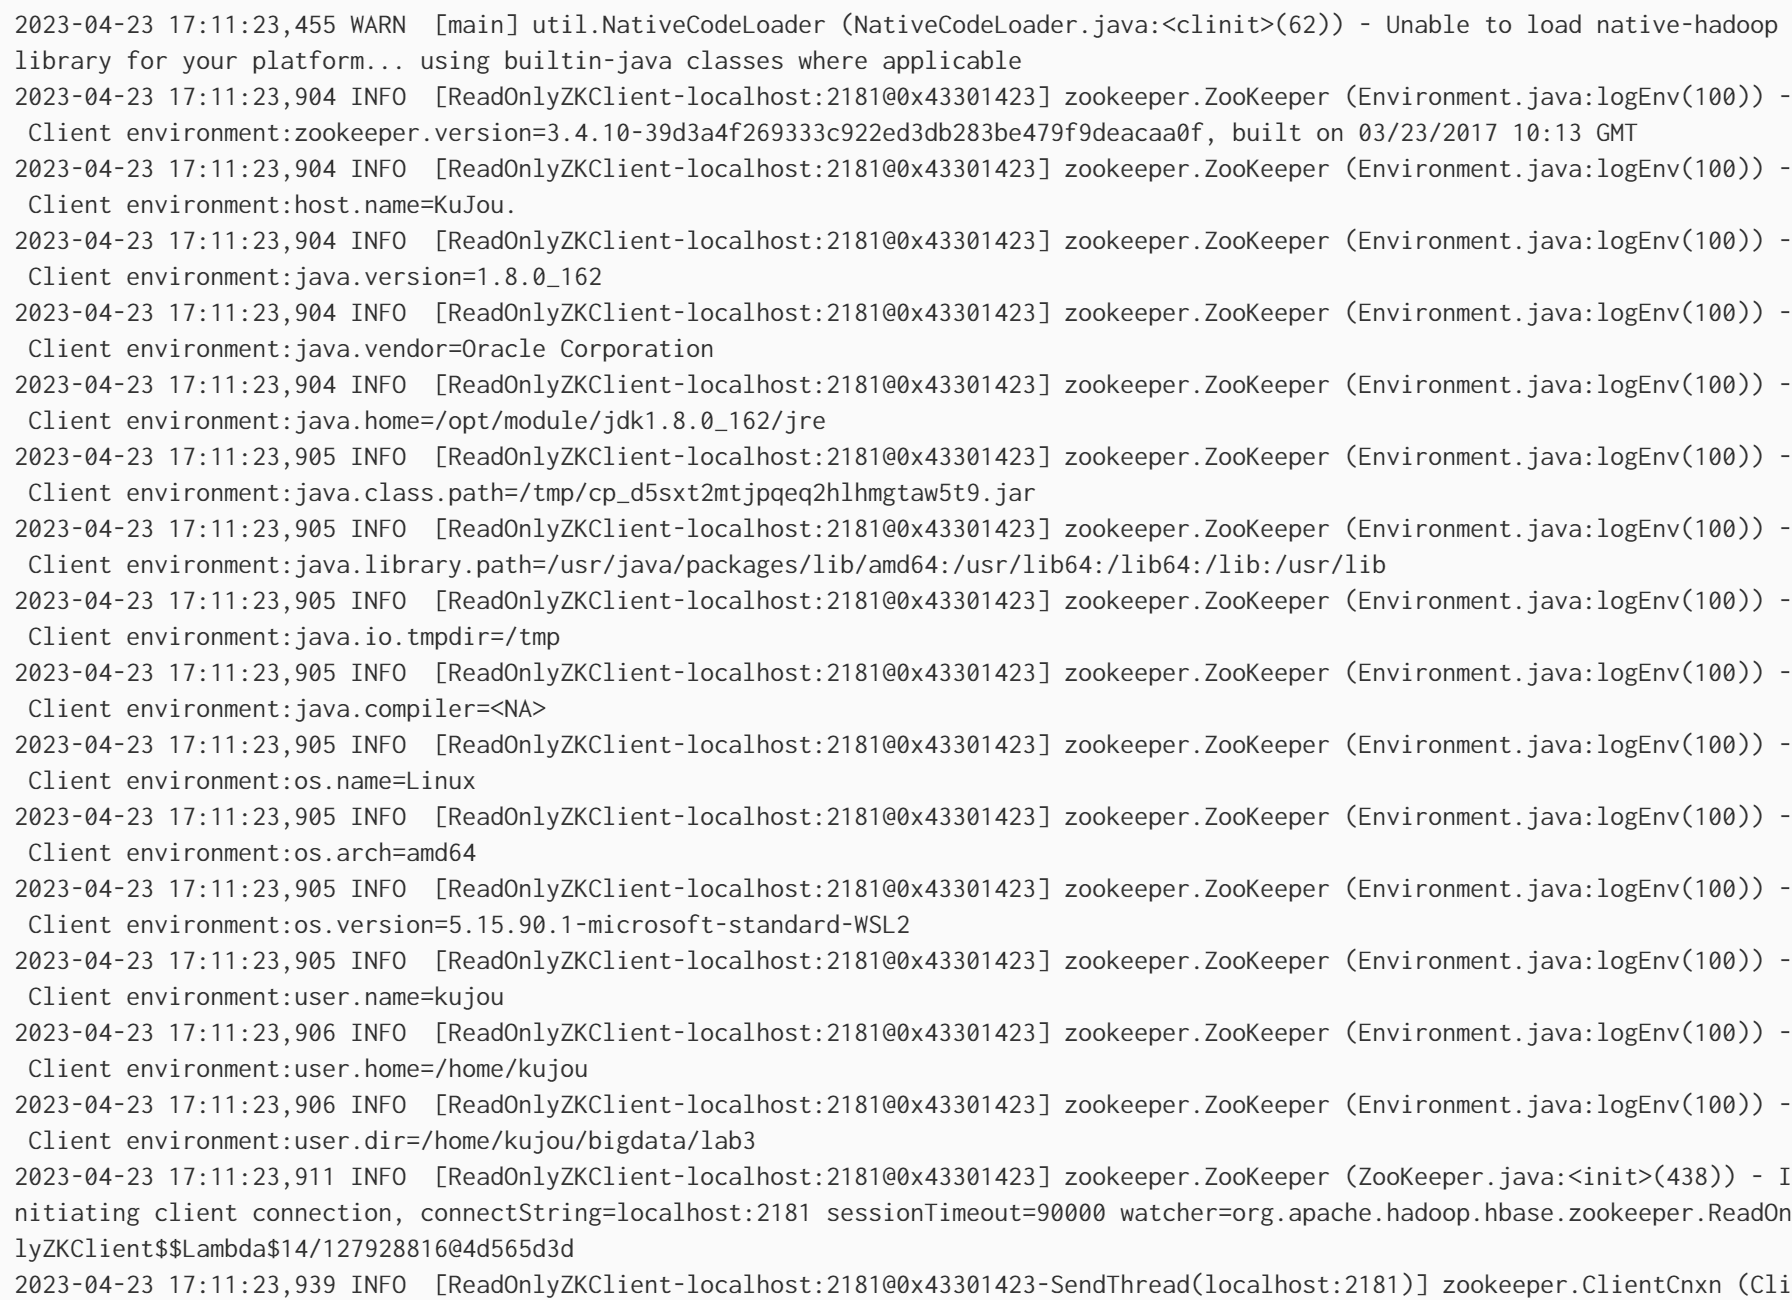 2023-04-23 17:11:23,455 WARN  [main] util.NativeCodeLoader (NativeCodeLoader.java:<clinit>(62)) - Unable to load native-hadoop
library for your platform... using builtin-java classes where applicable
2023-04-23 17:11:23,904 INFO  [ReadOnlyZKClient-localhost:2181@0x43301423] zookeeper.ZooKeeper (Environment.java:logEnv(100)) -
 Client environment:zookeeper.version=3.4.10-39d3a4f269333c922ed3db283be479f9deacaa0f, built on 03/23/2017 10:13 GMT
2023-04-23 17:11:23,904 INFO  [ReadOnlyZKClient-localhost:2181@0x43301423] zookeeper.ZooKeeper (Environment.java:logEnv(100)) -
 Client environment:host.name=KuJou.
2023-04-23 17:11:23,904 INFO  [ReadOnlyZKClient-localhost:2181@0x43301423] zookeeper.ZooKeeper (Environment.java:logEnv(100)) -
 Client environment:java.version=1.8.0_162
2023-04-23 17:11:23,904 INFO  [ReadOnlyZKClient-localhost:2181@0x43301423] zookeeper.ZooKeeper (Environment.java:logEnv(100)) -
 Client environment:java.vendor=Oracle Corporation
2023-04-23 17:11:23,904 INFO  [ReadOnlyZKClient-localhost:2181@0x43301423] zookeeper.ZooKeeper (Environment.java:logEnv(100)) -
 Client environment:java.home=/opt/module/jdk1.8.0_162/jre
2023-04-23 17:11:23,905 INFO  [ReadOnlyZKClient-localhost:2181@0x43301423] zookeeper.ZooKeeper (Environment.java:logEnv(100)) -
 Client environment:java.class.path=/tmp/cp_d5sxt2mtjpqeq2hlhmgtaw5t9.jar
2023-04-23 17:11:23,905 INFO  [ReadOnlyZKClient-localhost:2181@0x43301423] zookeeper.ZooKeeper (Environment.java:logEnv(100)) -
 Client environment:java.library.path=/usr/java/packages/lib/amd64:/usr/lib64:/lib64:/lib:/usr/lib
2023-04-23 17:11:23,905 INFO  [ReadOnlyZKClient-localhost:2181@0x43301423] zookeeper.ZooKeeper (Environment.java:logEnv(100)) -
 Client environment:java.io.tmpdir=/tmp
2023-04-23 17:11:23,905 INFO  [ReadOnlyZKClient-localhost:2181@0x43301423] zookeeper.ZooKeeper (Environment.java:logEnv(100)) -
 Client environment:java.compiler=<NA>
2023-04-23 17:11:23,905 INFO  [ReadOnlyZKClient-localhost:2181@0x43301423] zookeeper.ZooKeeper (Environment.java:logEnv(100)) -
 Client environment:os.name=Linux
2023-04-23 17:11:23,905 INFO  [ReadOnlyZKClient-localhost:2181@0x43301423] zookeeper.ZooKeeper (Environment.java:logEnv(100)) -
 Client environment:os.arch=amd64
2023-04-23 17:11:23,905 INFO  [ReadOnlyZKClient-localhost:2181@0x43301423] zookeeper.ZooKeeper (Environment.java:logEnv(100)) -
 Client environment:os.version=5.15.90.1-microsoft-standard-WSL2
2023-04-23 17:11:23,905 INFO  [ReadOnlyZKClient-localhost:2181@0x43301423] zookeeper.ZooKeeper (Environment.java:logEnv(100)) -
 Client environment:user.name=kujou
2023-04-23 17:11:23,906 INFO  [ReadOnlyZKClient-localhost:2181@0x43301423] zookeeper.ZooKeeper (Environment.java:logEnv(100)) -
 Client environment:user.home=/home/kujou
2023-04-23 17:11:23,906 INFO  [ReadOnlyZKClient-localhost:2181@0x43301423] zookeeper.ZooKeeper (Environment.java:logEnv(100)) -
 Client environment:user.dir=/home/kujou/bigdata/lab3
2023-04-23 17:11:23,911 INFO  [ReadOnlyZKClient-localhost:2181@0x43301423] zookeeper.ZooKeeper (ZooKeeper.java:<init>(438)) - I
nitiating client connection, connectString=localhost:2181 sessionTimeout=90000 watcher=org.apache.hadoop.hbase.zookeeper.ReadOn
lyZKClient$$Lambda$14/127928816@4d565d3d
2023-04-23 17:11:23,939 INFO  [ReadOnlyZKClient-localhost:2181@0x43301423-SendThread(localhost:2181)] zookeeper.ClientCnxn (Cli